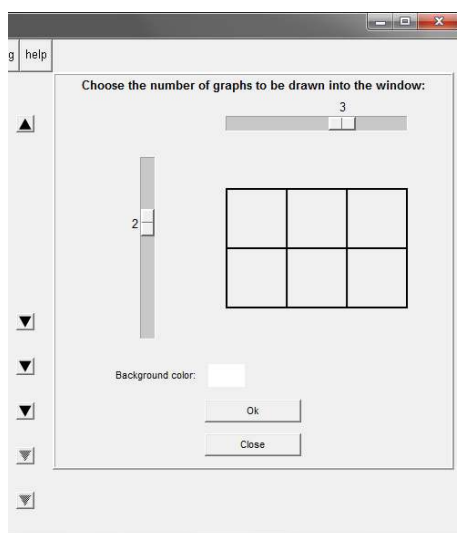 g help
Choose the number of graphs to be drawn into the window:
3
2
Background color:
Ok
Close